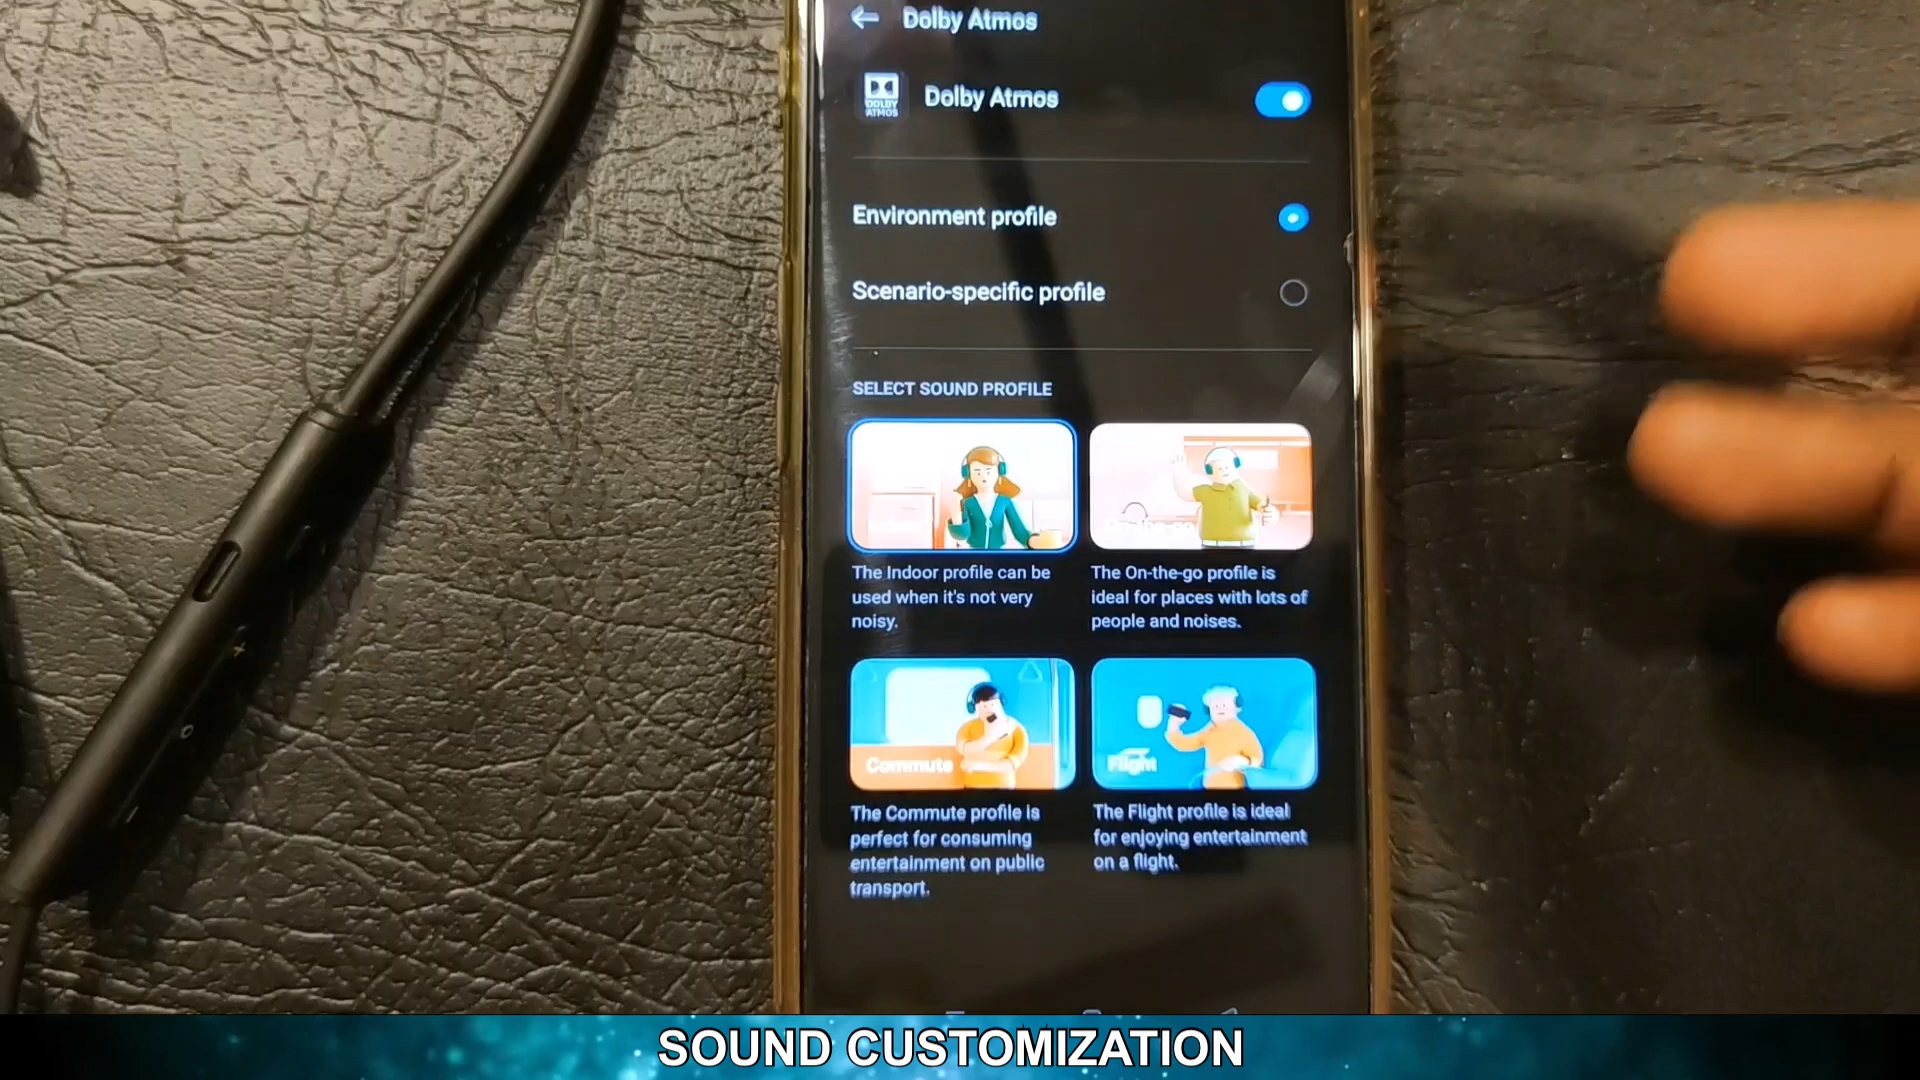 Dolby Atmos
DOLBY
ATMOS
Dolby Atmos
Environment profile
Scenario-specific profile
SELECT SOUND PROFILE
On-the-go
The Indoor profile can be
used when it's not very
noisy.
The On-the-go profile is
ideal for places with lots of
people and noises.
Commute
Flight
The Commute profile is
perfect for consuming
entertainment on public
transport.
The Flight profile is ideal
for enjoying entertainment
on a flight.
SOUND CUSTOMIZATION